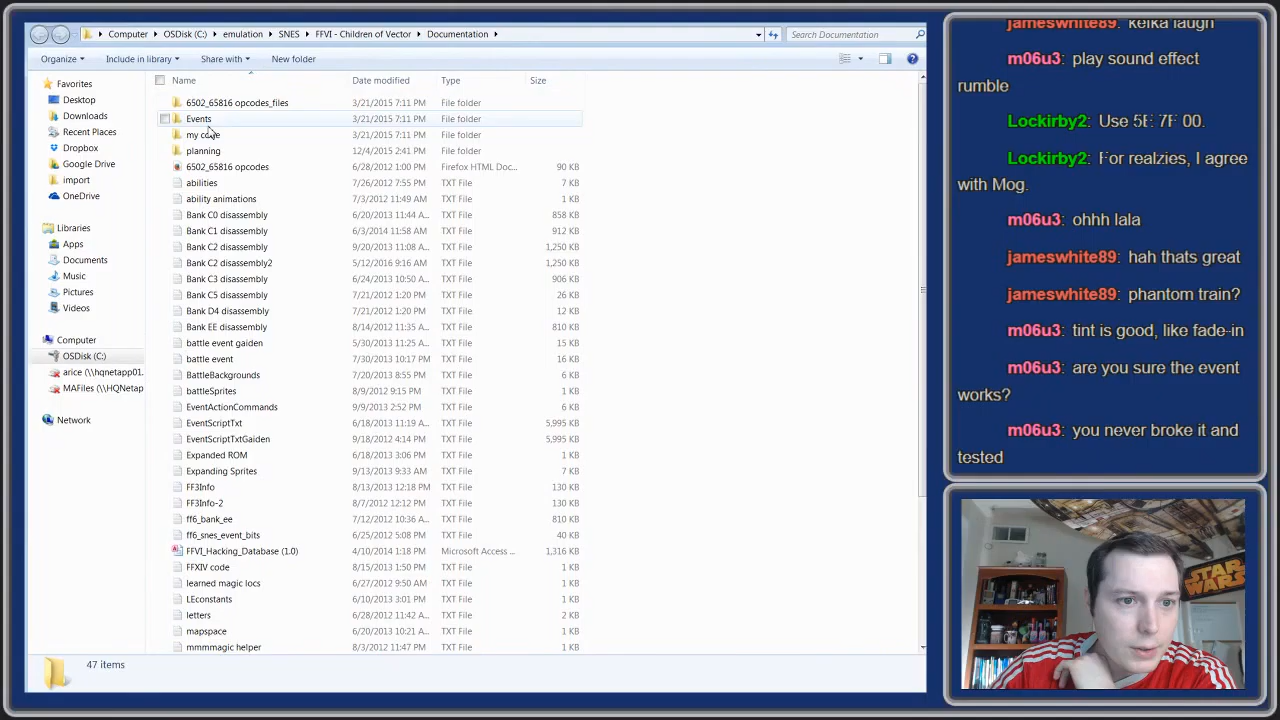 Computer OSDisk (C:) emulation SNES FFVI - Children of Vector Documentation Search Documentation
Organize Include in library Share with New folder
Name Date modified Type Size
Favorites
Desktop
Downloads
Recent Places
Dropbox
Google Drive
import
OneDrive
Libraries
Apps
Documents
Music
Pictures
Videos
Computer
OSDisk (C:)
arice (\\hqnetapp01.
MAFiles (\\HQNetap
Network
6502_65816 opcodes_files 3/21/2015 7:11 PM File folder
Events 3/21/2015 7:11 PM File folder
my code 3/21/2015 7:11 PM File folder
planning 12/4/2015 2:41 PM File folder
6502_65816 opcodes 6/28/2012 1:00 PM Firefox HTML Doc... 90 KB
abilities 7/26/2012 7:55 PM TXT File 7 KB
ability animations 7/3/2012 11:49 AM TXT File 1 KB
Bank C0 disassembly 6/20/2013 11:44 A... TXT File 858 KB
Bank C1 disassembly 6/3/2014 11:58 AM TXT File 912 KB
Bank C2 disassembly 9/20/2013 11:08 A... TXT File 1,250 KB
Bank C2 disassembly2 5/12/2016 9:16 AM TXT File 1,250 KB
Bank C3 disassembly 6/24/2013 10:50 A... TXT File 906 KB
Bank C5 disassembly 7/21/2012 1:20 PM TXT File 26 KB
Bank D4 disassembly 7/21/2012 1:20 PM TXT File 12 KB
Bank EE disassembly 8/14/2012 11:35 A... TXT File 810 KB
battle event gaiden 5/30/2013 11:25 A... TXT File 15 KB
battle event 7/30/2013 10:17 PM TXT File 16 KB
BattleBackgrounds 6/20/2013 8:55 PM TXT File 6 KB
battleSprites 8/9/2012 9:15 PM TXT File 1 KB
EventActionCommands 9/9/2013 2:52 PM TXT File 6 KB
EventScriptTxt 6/18/2013 11:19 A... TXT File 5,995 KB
EventScriptTxtGaiden 9/18/2012 4:14 PM TXT File 5,995 KB
Expanded ROM 6/18/2013 3:06 PM TXT File 1 KB
Expanding Sprites 9/13/2013 9:33 AM TXT File 7 KB
FF3Info 8/13/2013 12:18 PM TXT File 130 KB
FF3Info-2 8/7/2012 12:12 PM TXT File 130 KB
ff6_bank_ee 7/12/2012 10:36 A... TXT File 810 KB
ff6_snes_event_bits 6/25/2012 5:08 PM TXT File 40 KB
FFVI_Hacking_Database (1.0) 4/10/2014 1:18 PM Microsoft Access ... 1,316 KB
FFXIV code 8/15/2013 1:50 PM TXT File 1 KB
learned magic locs 6/27/2012 9:50 AM TXT File 1 KB
LEconstants 6/10/2013 3:01 PM TXT File 1 KB
letters 6/28/2012 11:42 A... TXT File 2 KB
mapspace 6/20/2013 10:21 A... TXT File 1 KB
mmmmagic helper 8/3/2012 11:47 PM TXT File 1 KB
47 items
jameswhite89: kefka laugh
m06u3: play sound effect
rumble
Lockirby2: Use 5E 7F 00.
Lockirby2: For realzies, I agree
with Mog.
m06u3: ohhh lala
jameswhite89: hah thats great
jameswhite89: phantom train?
m06u3: tint is good, like fade-in
m06u3: are you sure the event
works?
m06u3: you never broke it and
tested
STAR
WARS